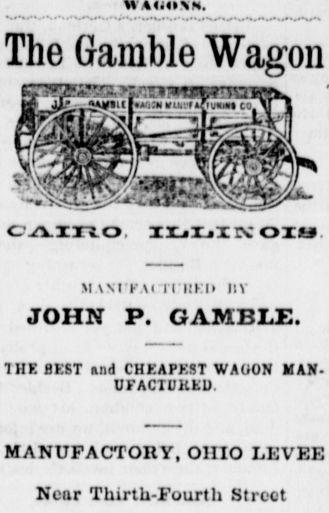 WAGONS.
The Gamble Wagon
J. P. GAMBLE WAGON MANUFACTURING CO.
CAIRO, ILLINOIS.
MANUFACTURED BY
JOHN P. GAMBLE.
THE BEST and CHEAPEST WAGON MAN-
UFACTURED.
MANUFACTORY, OHIO LEVEE
Near Thirth-Fourth Street